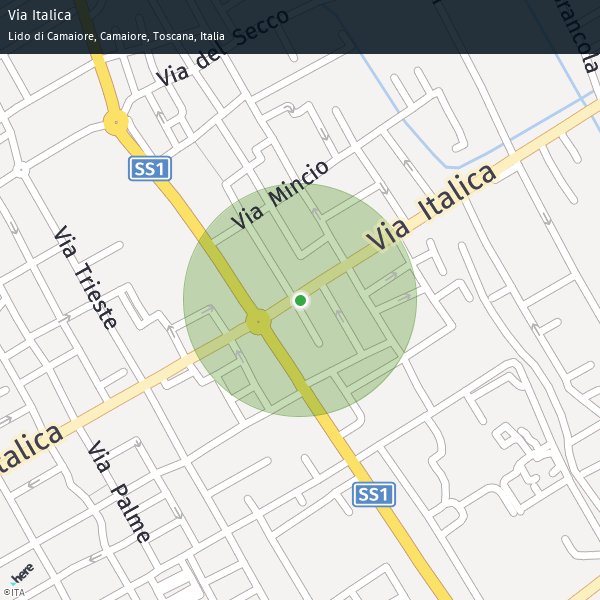 Via Italica
Lido di Camaiore, Camaiore, Toscana, Italia
Via del Secco
SS1
Via Mincio
Via Italica
Via Trieste
talica
Via Palme
SS1
here
©ITA